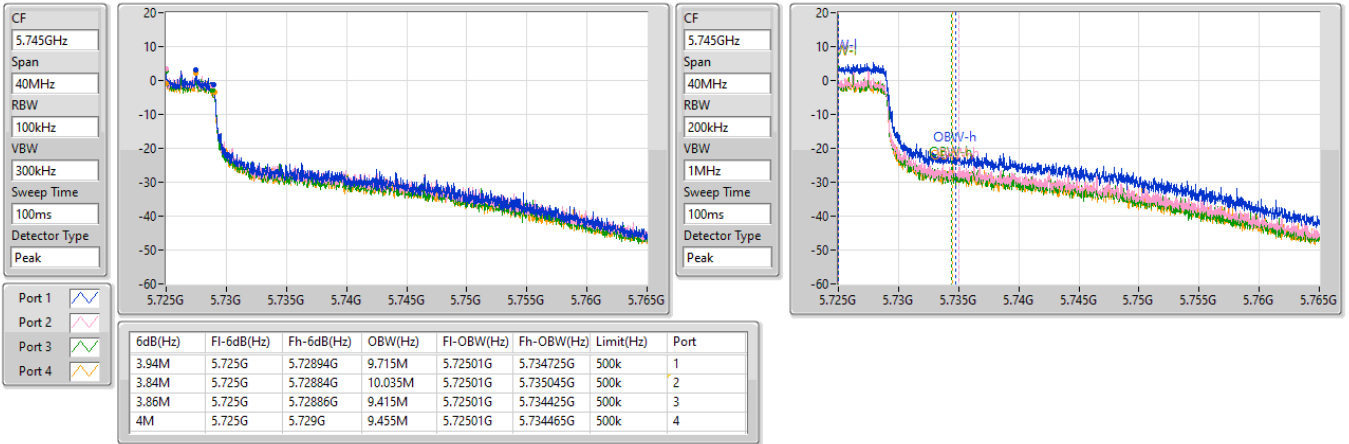 CF
5.745GHz
Span
40MHz
RBW
100kHz
VBW
300kHz
Sweep Time
100ms
Detector Type
Peak
20
10
0
-10
-20
-30
-40
-50
-60
5.725G 5.73G 5.735G 5.74G 5.745G 5.75G 5.755G 5.76G 5.765G
CF
5.745GHz
Span
40MHz
RBW
200kHz
VBW
1MHz
Sweep Time
100ms
Detector Type
Peak
20
10
0
-10
-20
-30
-40
-50
-60
W-l
OBW-h
OBW-h
5.725G 5.73G 5.735G 5.74G 5.745G 5.75G 5.755G 5.76G 5.765G
Port 1
Port 2
Port 3
Port 4
6dB(Hz) Fl-6dB(Hz) Fh-6dB(Hz) OBW(Hz) Fl-OBW(Hz) Fh-OBW(Hz) Limit(Hz) Port
3.94M 5.725G 5.72894G 9.715M 5.72501G 5.734725G 500k 1
3.84M 5.725G 5.72884G 10.035M 5.72501G 5.735045G 500k 2
3.86M 5.725G 5.72886G 9.415M 5.72501G 5.734425G 500k 3
4M 5.725G 5.729G 9.455M 5.72501G 5.734465G 500k 4